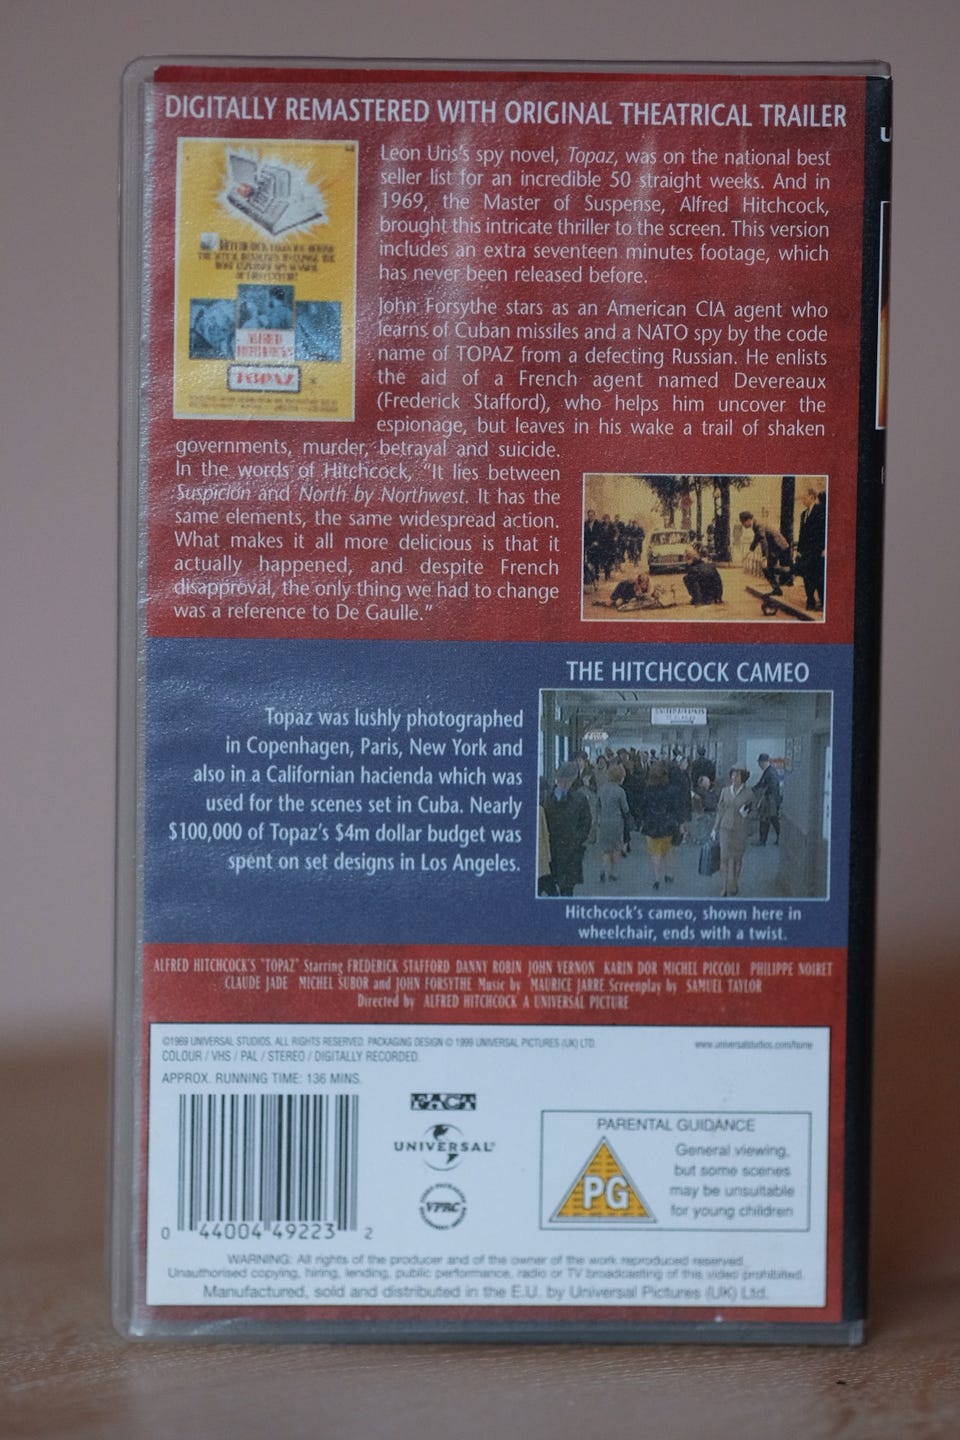 DIGITALLY REMASTERED WITH ORIGINAL THEATRICAL TRAILER
Leon Uris's spy novel, Topaz, was on the national best
seller list for an incredible 50 straight weeks. And in
1969, the Master of Suspense, Alfred Hitchcock,
brought this intricate thriller to the screen. This version
includes an extra seventeen minutes footage, which
has never been released before.
John Forsythe stars as an American CIA agent who
learns of Cuban missiles and a NATO spy by the code
name of TOPAZ from a defecting Russian. He enlists
the aid of a French agent named Devereaux
(Frederick Stafford), who helps him uncover the
espionage, but leaves in his wake a trail of shaken
governments, murder, betrayal and suicide.
In the words of Hitchcock, "It lies between
Suspicion and North by Northwest. It has the
same elements, the same widespread action.
What makes it all more delicious is that it
actually happened, and despite French
disapproval, the only thing we had to change
was a reference to De Gaulle."
ALFRED
HITCHCOCK'S
TOPAZ
THE HITCHCOCK CAMEO
Topaz was lushly photographed
in Copenhagen, Paris, New York and
also in a Californian hacienda which was
used for the scenes set in Cuba. Nearly
$100,000 of Topaz's $4m dollar budget was
spent on set designs in Los Angeles.
Hitchcock's cameo, shown here in
wheelchair, ends with a twist.
ALFRED HITCHCOCK'S "TOPAZ" Starring FREDERICK STAFFORD DANNY ROBIN JOHN VERNON KARIN DOR MICHEL PICCOLI PHILIPPE NOIRET
CLAUDE JADE MICHEL SUBOR and JOHN FORSYTHE Music by MAURICE JARRE Screenplay by SAMUEL TAYLOR
Directed by ALFRED HITCHCOCK A UNIVERSAL PICTURE
©1969 UNIVERSAL STUDIOS. ALL RIGHTS RESERVED. PACKAGING DESIGN © 1999 UNIVERSAL PICTURES (UK) LTD.
www.universalstudios.com/home
COLOUR / VHS / PAL / STEREO / DIGITALLY RECORDED.
APPROX. RUNNING TIME: 136 MINS.
FACT
UNIVERSAL
VPRC
PARENTAL GUIDANCE
PG
General viewing,
but some scenes
may be unsuitable
for young children
0 44004 49223 2
WARNING: All rights of the producer and of the owner of the work reproduced reserved.
Unauthorised copying, hiring, lending, public performance, radio or TV broadcasting of this video prohibited.
Manufactured, sold and distributed in the E.U. by Universal Pictures (UK) Ltd.